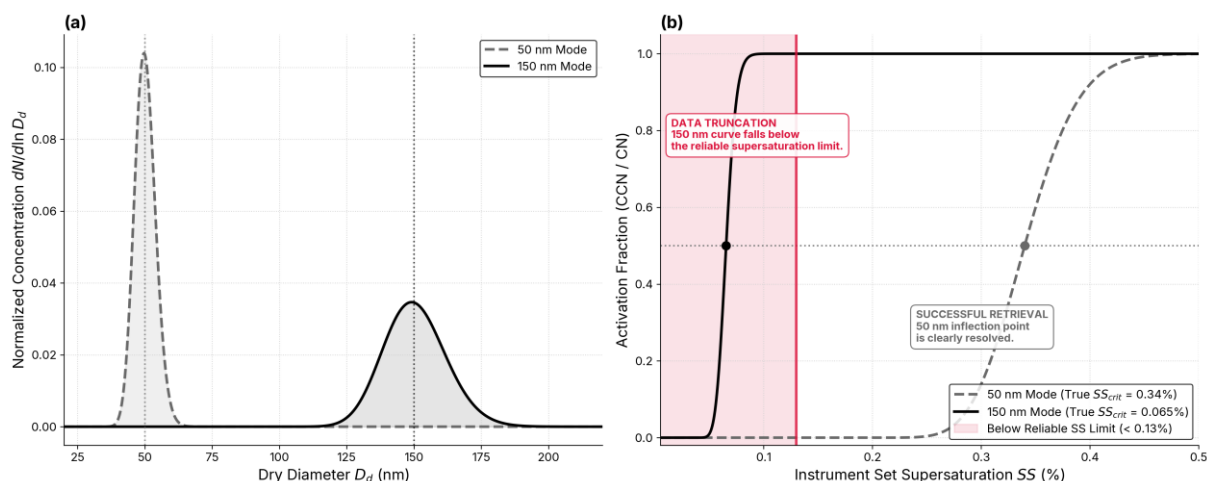 (a)
Normalized Concentration dN/dln D_d
0.10
0.08
0.06
0.04
0.02
0.00
50 nm Mode
150 nm Mode
25
50
75
100
125
150
175
200
Dry Diameter D_d (nm)
(b)
Activation Fraction (CCN / CN)
1.0
0.8
0.6
0.4
0.2
0.0
DATA TRUNCATION
150 nm curve falls below
the reliable supersaturation limit.
SUCCESSFUL RETRIEVAL
50 nm inflection point
is clearly resolved.
50 nm Mode (True SS_crit = 0.34%)
150 nm Mode (True SS_crit = 0.065%)
Below Reliable SS Limit (< 0.13%)
0.1
0.2
0.3
0.4
0.5
Instrument Set Supersaturation SS (%)